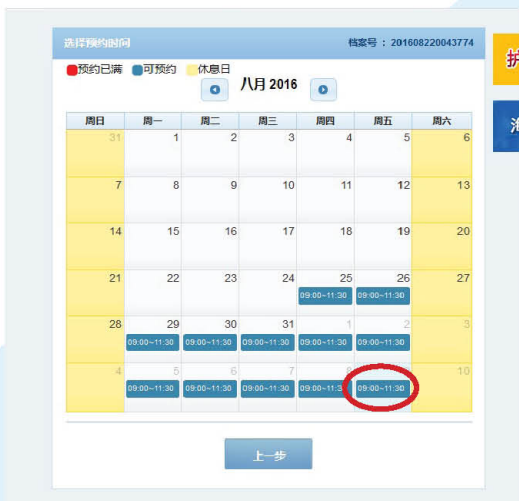 选择预约时间 档案号：201608220043774
预约已满 可预约 休息日
八月 2016
周日 周一 周二 周三 周四 周五 周六
31 1 2 3 4 5 6
7 8 9 10 11 12 13
14 15 16 17 18 19 20
21 22 23 24 25 26 27
09:00~11:30 09:00~11:30
28 29 30 31 1 2 3
09:00~11:30 09:00~11:30 09:00~11:30 09:00~11:30 09:00~11:30
4 5 6 7 8 10
09:00~11:30 09:00~11:30 09:00~11:30 09:00~11:30 09:00~11:30
上一步